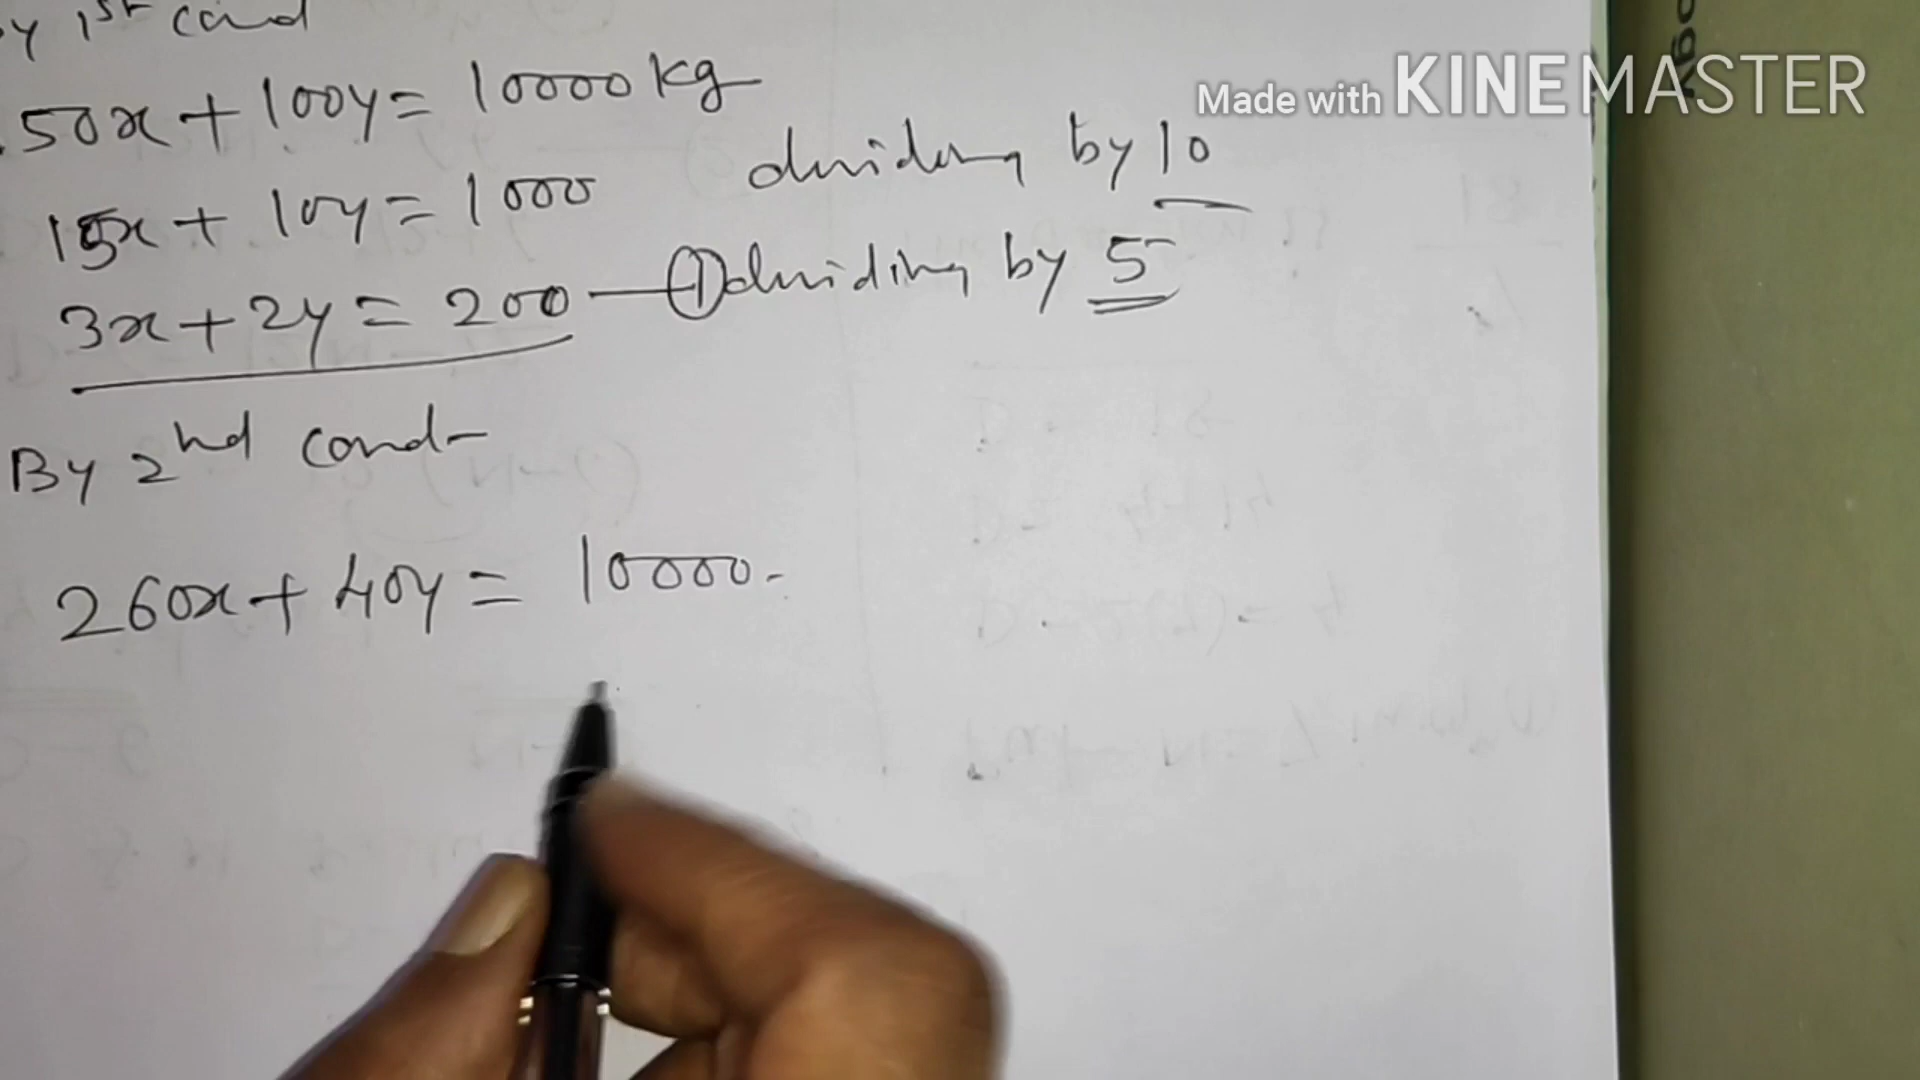 By 1st cond
50x + 100y = 10000 kg
15x + 10y = 1000 dividing by 10
3x + 2y = 200 — ① dividing by 5
By 2nd cond-
260x + 40y = 10000-
Made with KINEMASTER